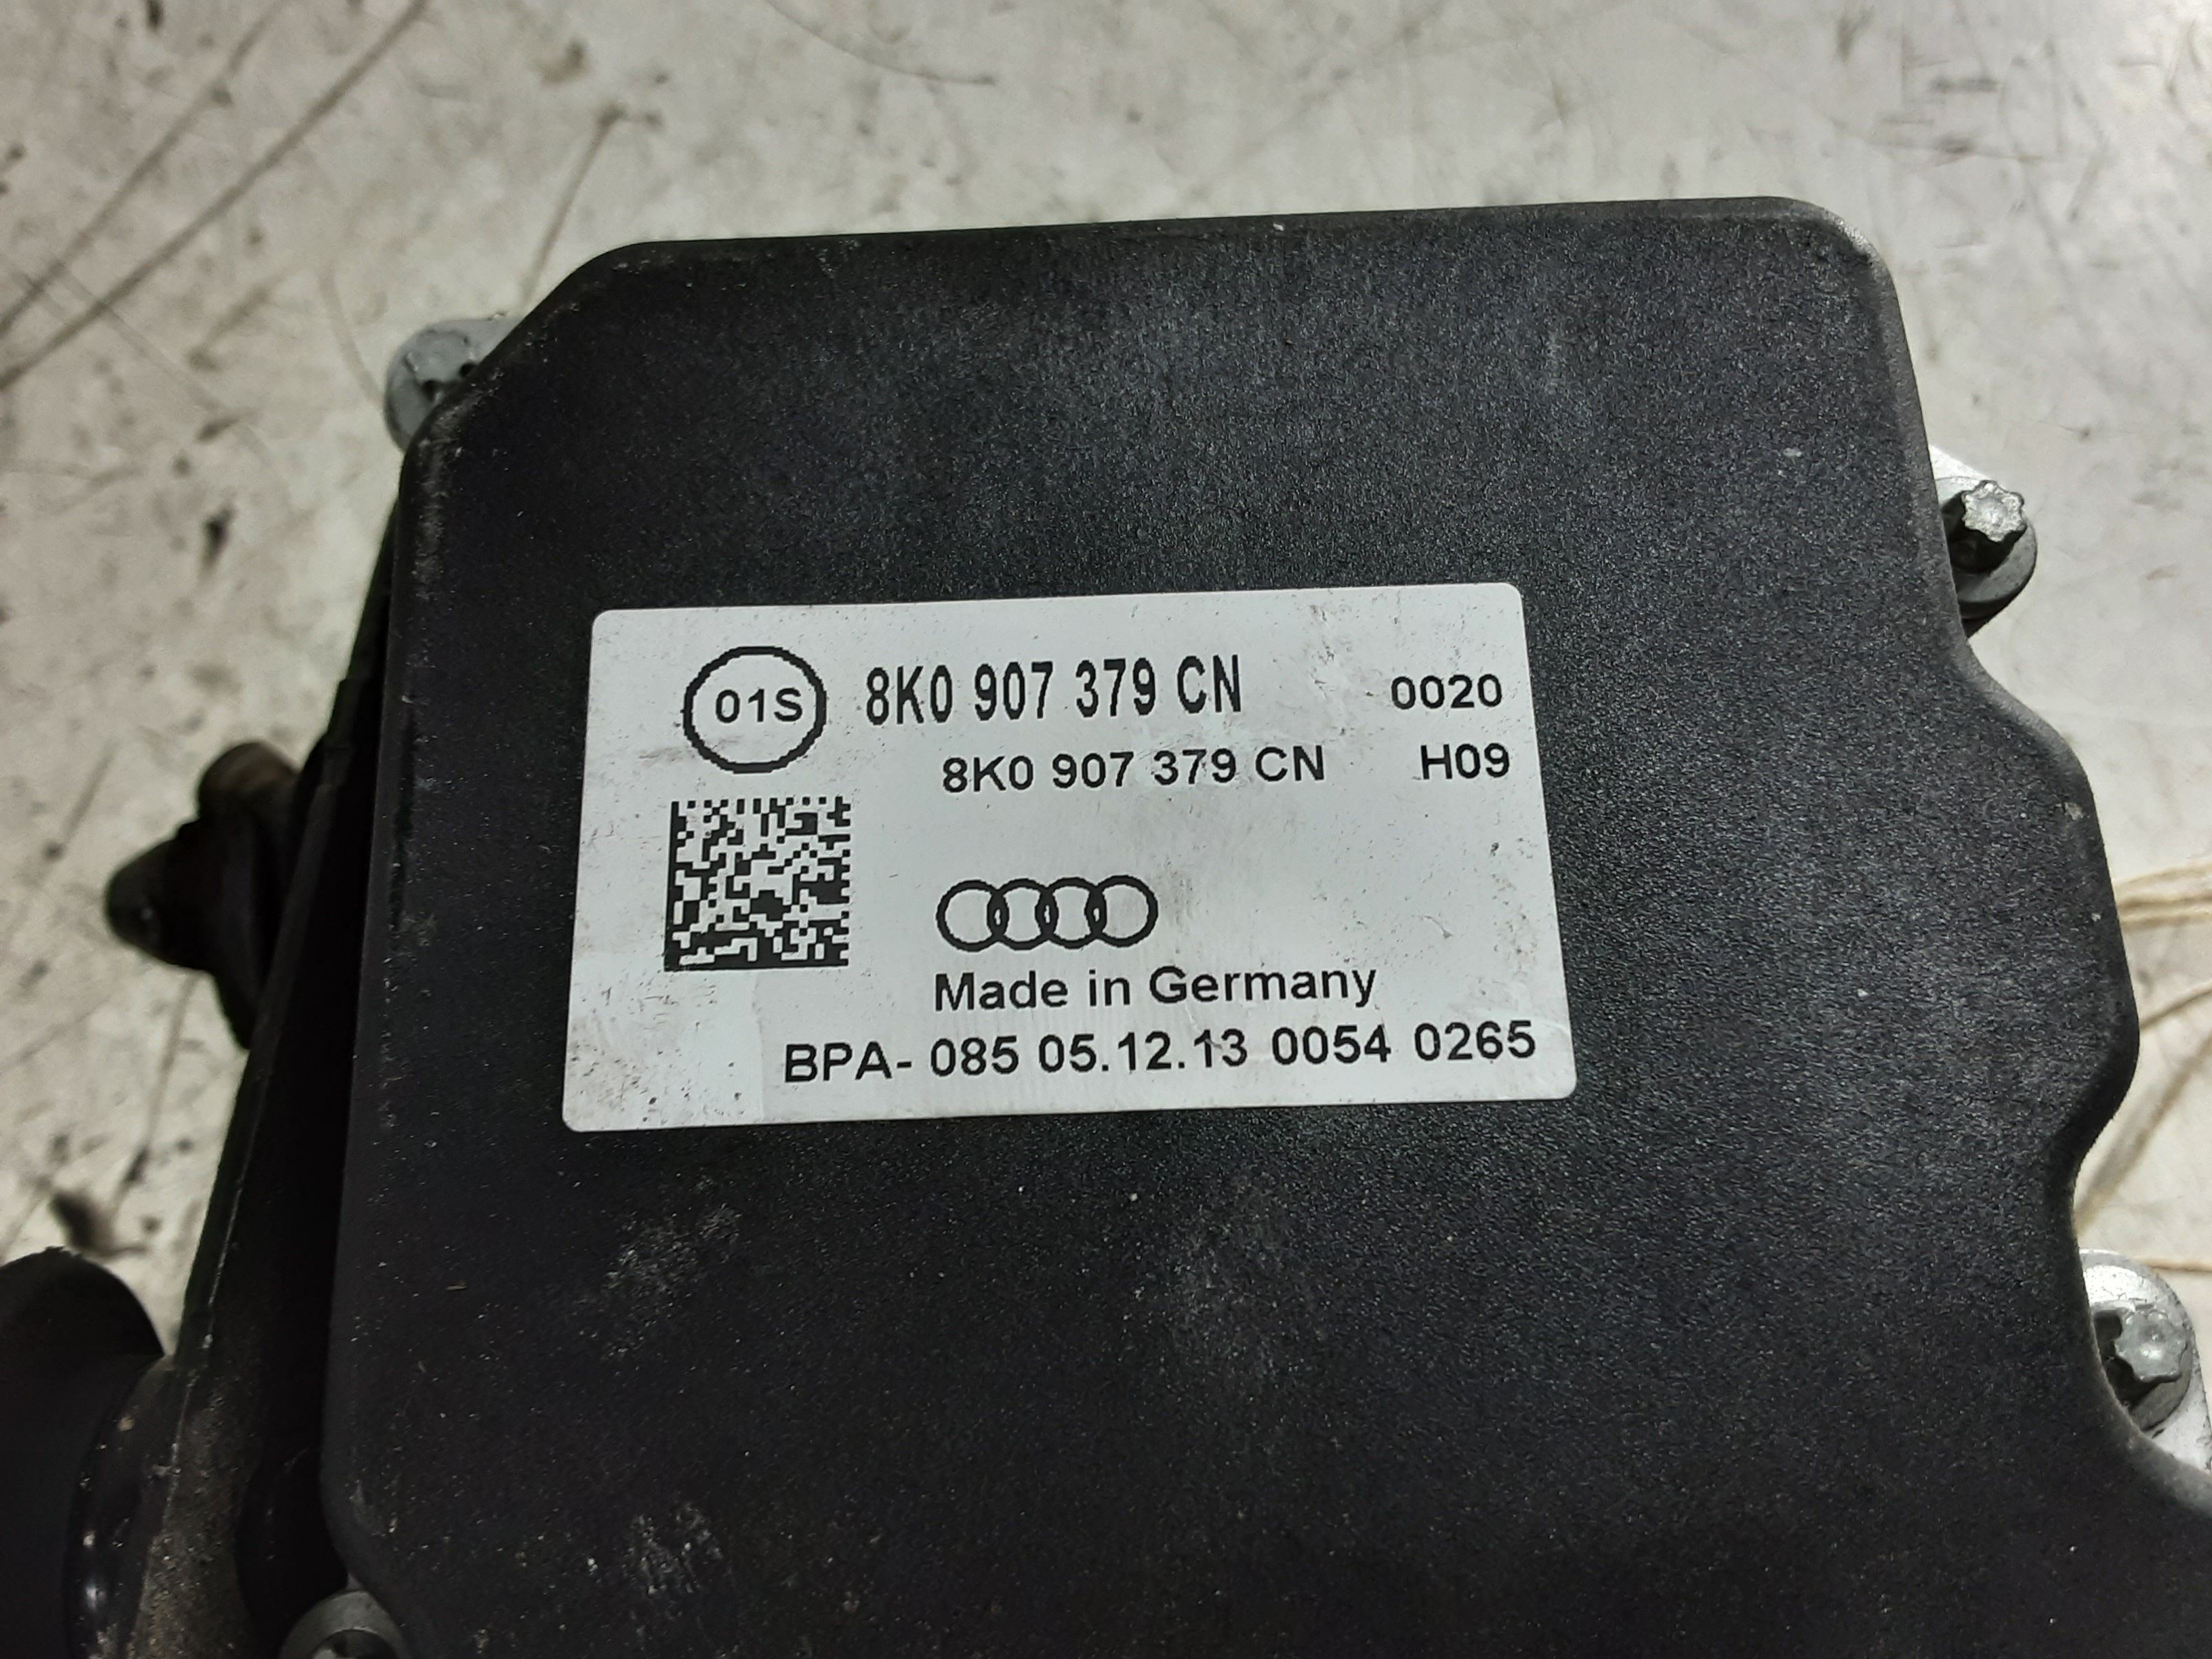 01S 8K0 907 379 CN 0020
8K0 907 379 CN H09
Made in Germany
BPA- 085 05.12.13 0054 0265